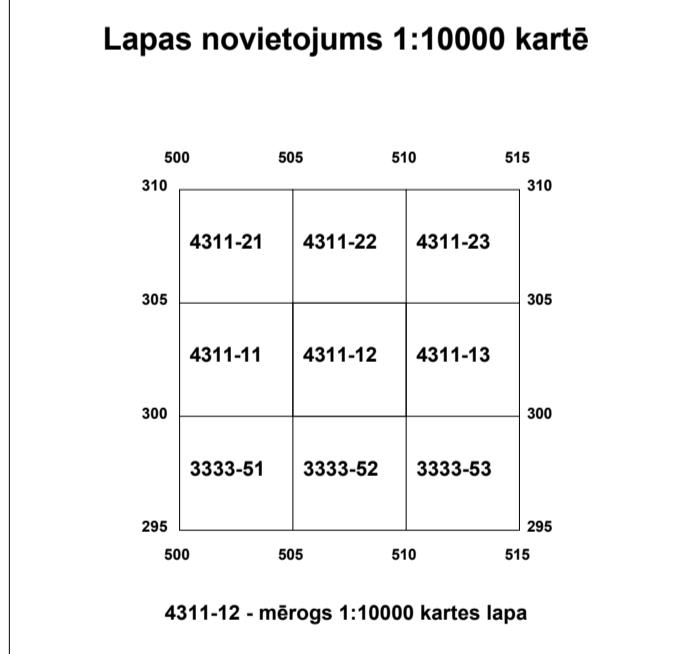 Lapas novietojums 1:10000 kartē
500 505 510 515
310 310
4311-21 4311-22 4311-23
305 305
4311-11 4311-12 4311-13
300 300
3333-51 3333-52 3333-53
295 295
500 505 510 515
4311-12 - mērogs 1:10000 kartes lapa